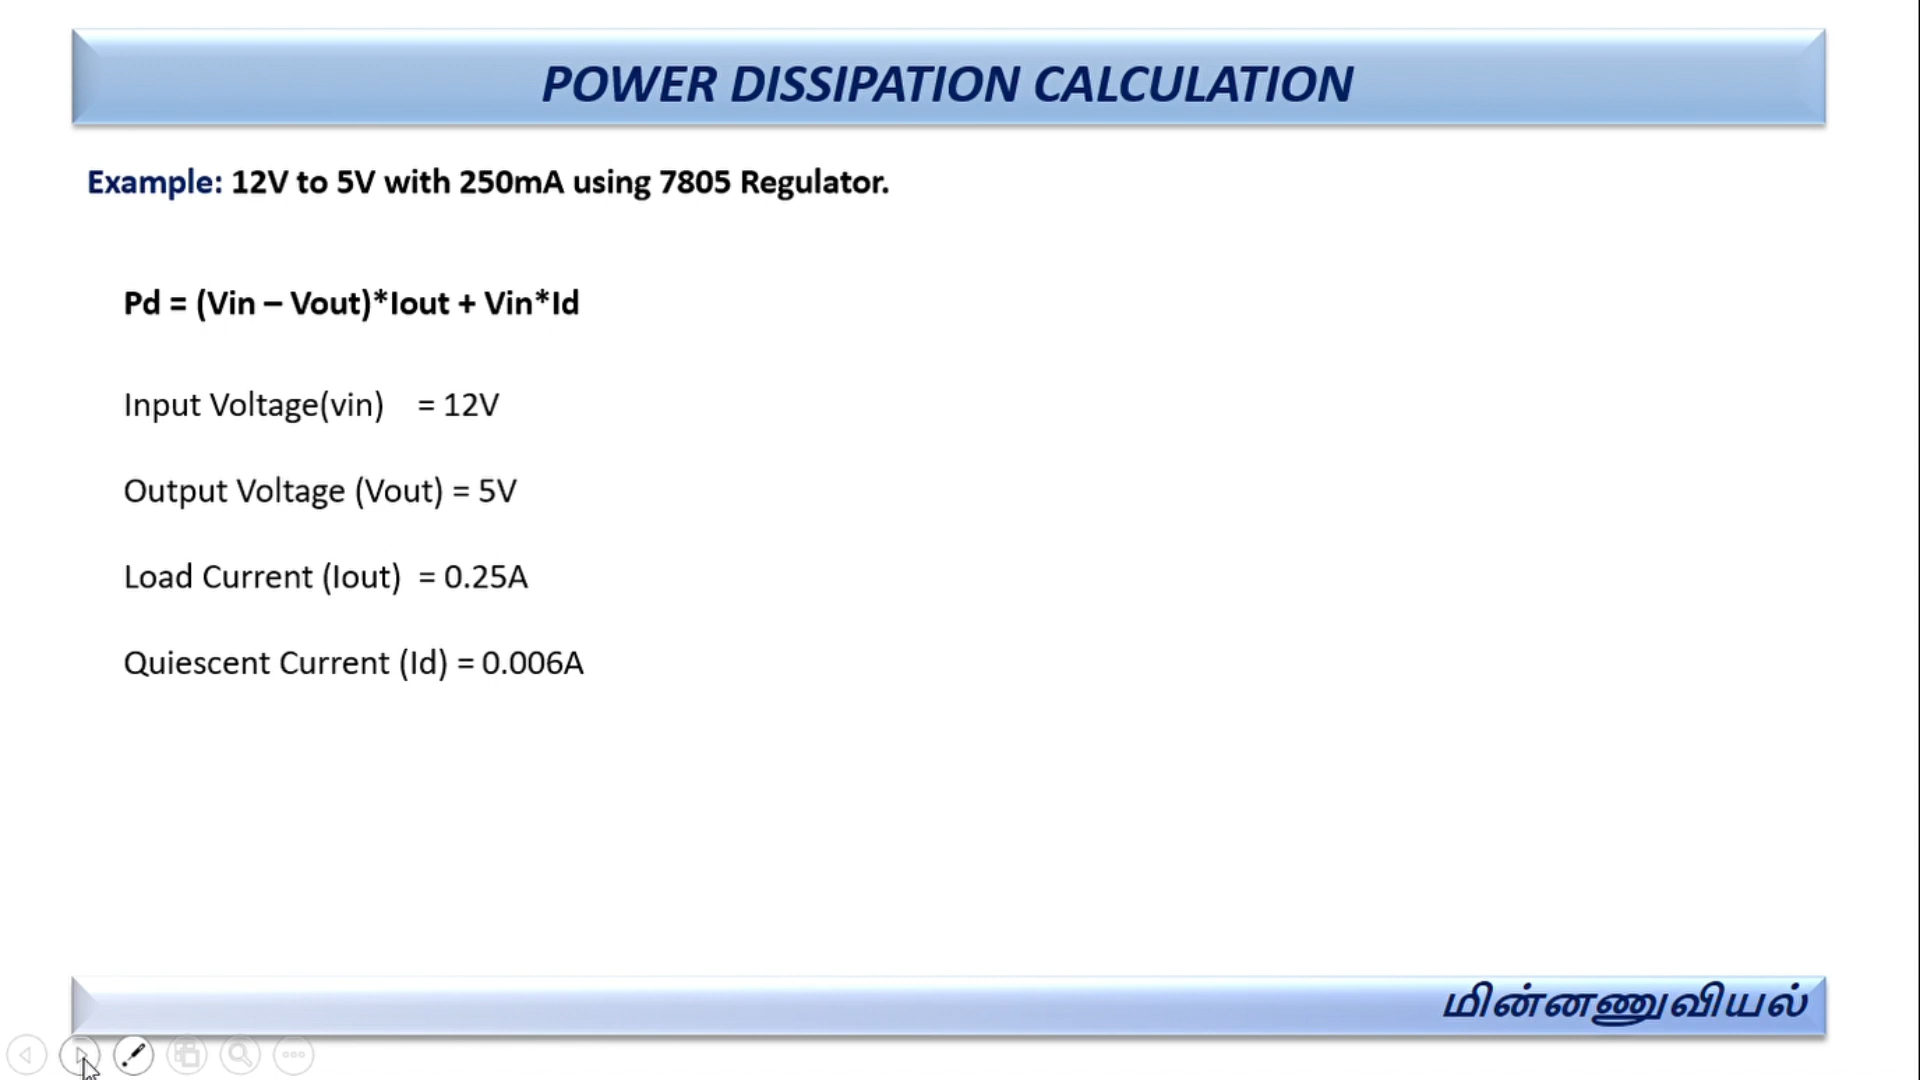 POWER DISSIPATION CALCULATION
Example: 12V to 5V with 250mA using 7805 Regulator.
Pd = (Vin – Vout)*Iout + Vin*Id
Input Voltage(vin) = 12V
Output Voltage (Vout) = 5V
Load Current (Iout) = 0.25A
Quiescent Current (Id) = 0.006A
மின்னணுவியல்